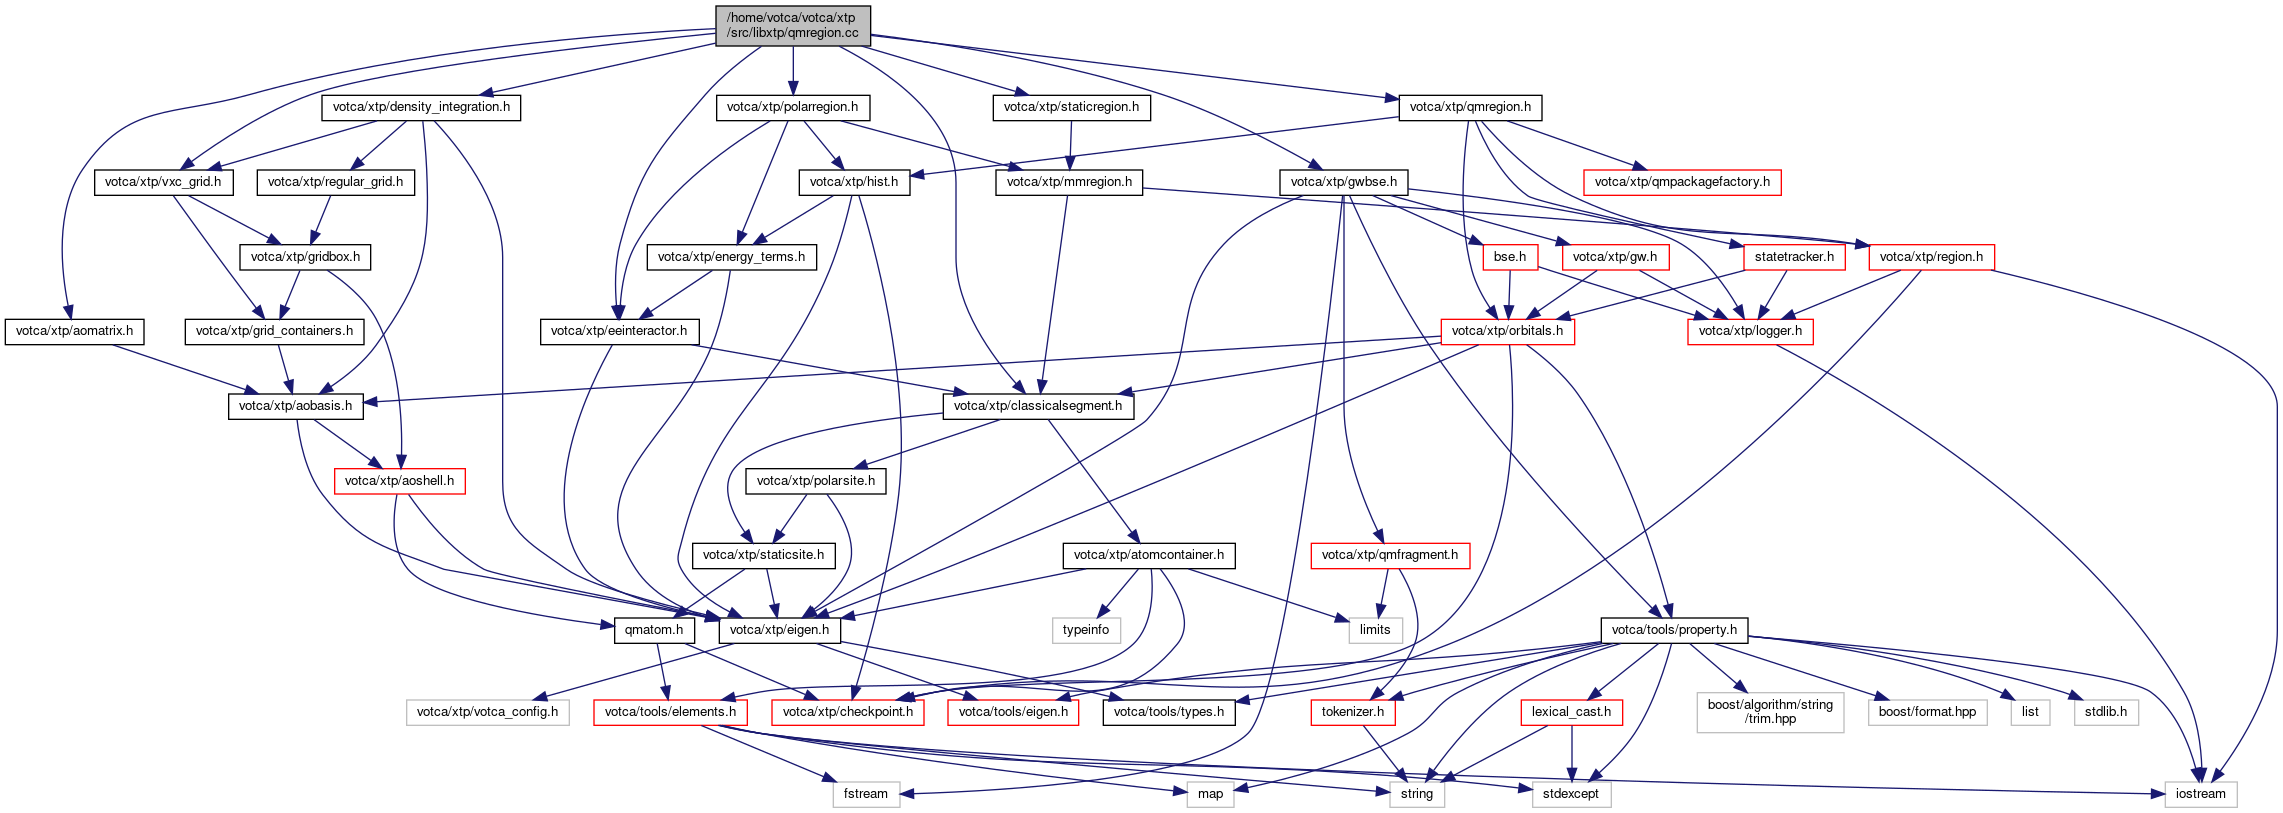 /home/votca/votca/xtp
/src/libxtp/qmregion.cc
votca/xtp/density_integration.h
votca/xtp/polarregion.h
votca/xtp/staticregion.h
votca/xtp/qmregion.h
votca/xtp/vxc_grid.h
votca/xtp/regular_grid.h
votca/xtp/hist.h
votca/xtp/mmregion.h
votca/xtp/gwbse.h
votca/xtp/qmpackagefactory.h
votca/xtp/gridbox.h
votca/xtp/energy_terms.h
bse.h
votca/xtp/gw.h
statetracker.h
votca/xtp/region.h
votca/xtp/aomatrix.h
votca/xtp/grid_containers.h
votca/xtp/eeinteractor.h
votca/xtp/orbitals.h
votca/xtp/logger.h
votca/xtp/aobasis.h
votca/xtp/classicalsegment.h
votca/xtp/aoshell.h
votca/xtp/polarsite.h
votca/xtp/staticsite.h
votca/xtp/atomcontainer.h
votca/xtp/qmfragment.h
qmatom.h
votca/xtp/eigen.h
typeinfo
limits
votca/tools/property.h
votca/xtp/votca_config.h
votca/tools/elements.h
votca/xtp/checkpoint.h
votca/tools/eigen.h
votca/tools/types.h
tokenizer.h
lexical_cast.h
boost/algorithm/string
/trim.hpp
boost/format.hpp
list
stdlib.h
fstream
map
string
stdexcept
iostream